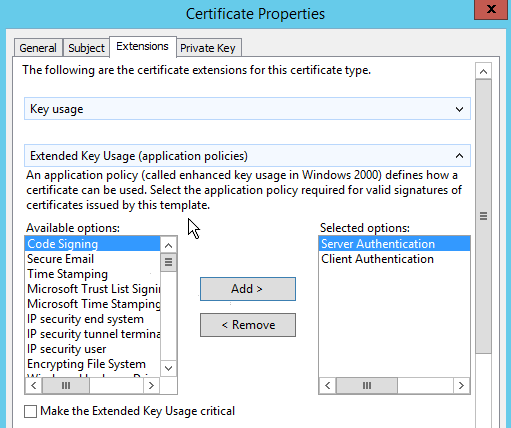 Certificate Properties
x
General Subject Extensions Private Key
The following are the certificate extensions for this certificate type.
Key usage
Extended Key Usage (application policies)
An application policy (called enhanced key usage in Windows 2000) defines how a
certificate can be used. Select the application policy required for valid signatures of
certificates issued by this template.
Available options:
Code Signing
Secure Email
Time Stamping
Microsoft Trust List Signin
Microsoft Time Stamping
IP security end system
IP security tunnel termina
IP security user
Encrypting File System
Add >
< Remove
Selected options:
Server Authentication
Client Authentication
Make the Extended Key Usage critical